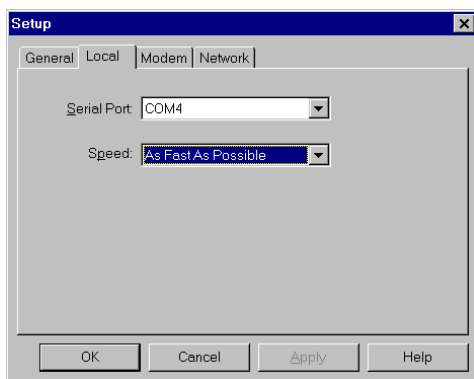 Setup
General Local Modem Network
Serial Port: COM4
Speed: As Fast As Possible
OK Cancel Apply Help